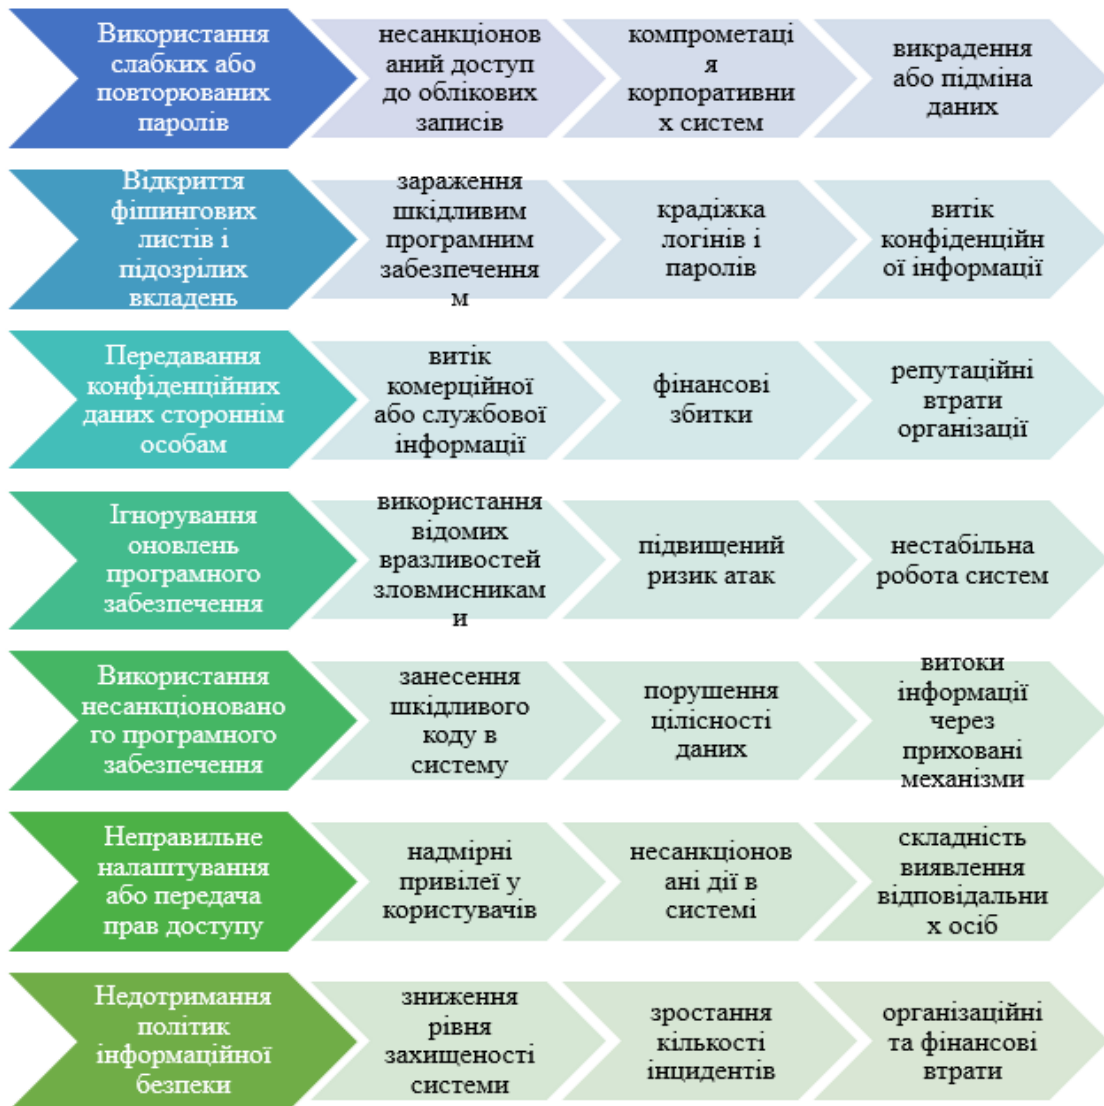 Використання
слабких або
повторюваних
паролів
несанкціонов
аний доступ
до облікових
записів
компрометаці
я
корпоративни
х систем
викрадення
або підміна
даних
Відкриття
фішингових
листів і
підозрілих
вкладень
зараження
шкідливим
програмним
забезпечення
м
крадіжка
логінів і
паролів
витік
конфіденційн
ої інформації
Передавання
конфіденційних
даних стороннім
особам
витік
комерційної
або службової
інформації
фінансові
збитки
репутаційні
втрати
організації
Ігнорування
оновлень
програмного
забезпечення
використання
відомих
вразливостей
зловмисникам
и
підвищений
ризик атак
нестабільна
робота систем
Використання
несанкціоновано
го програмного
забезпечення
занесення
шкідливого
коду в
систему
порушення
цілісності
даних
витоки
інформації
через
приховані
механізми
Неправильне
налаштування
або передача
прав доступу
надмірні
привілеї у
користувачів
несанкціонов
ані дії в
системі
складність
виявлення
відповідальни
х осіб
Недотримання
політик
інформаційної
безпеки
зниження
рівня
захищеності
системи
зростання
кількості
інцидентів
організаційні
та фінансові
втрати